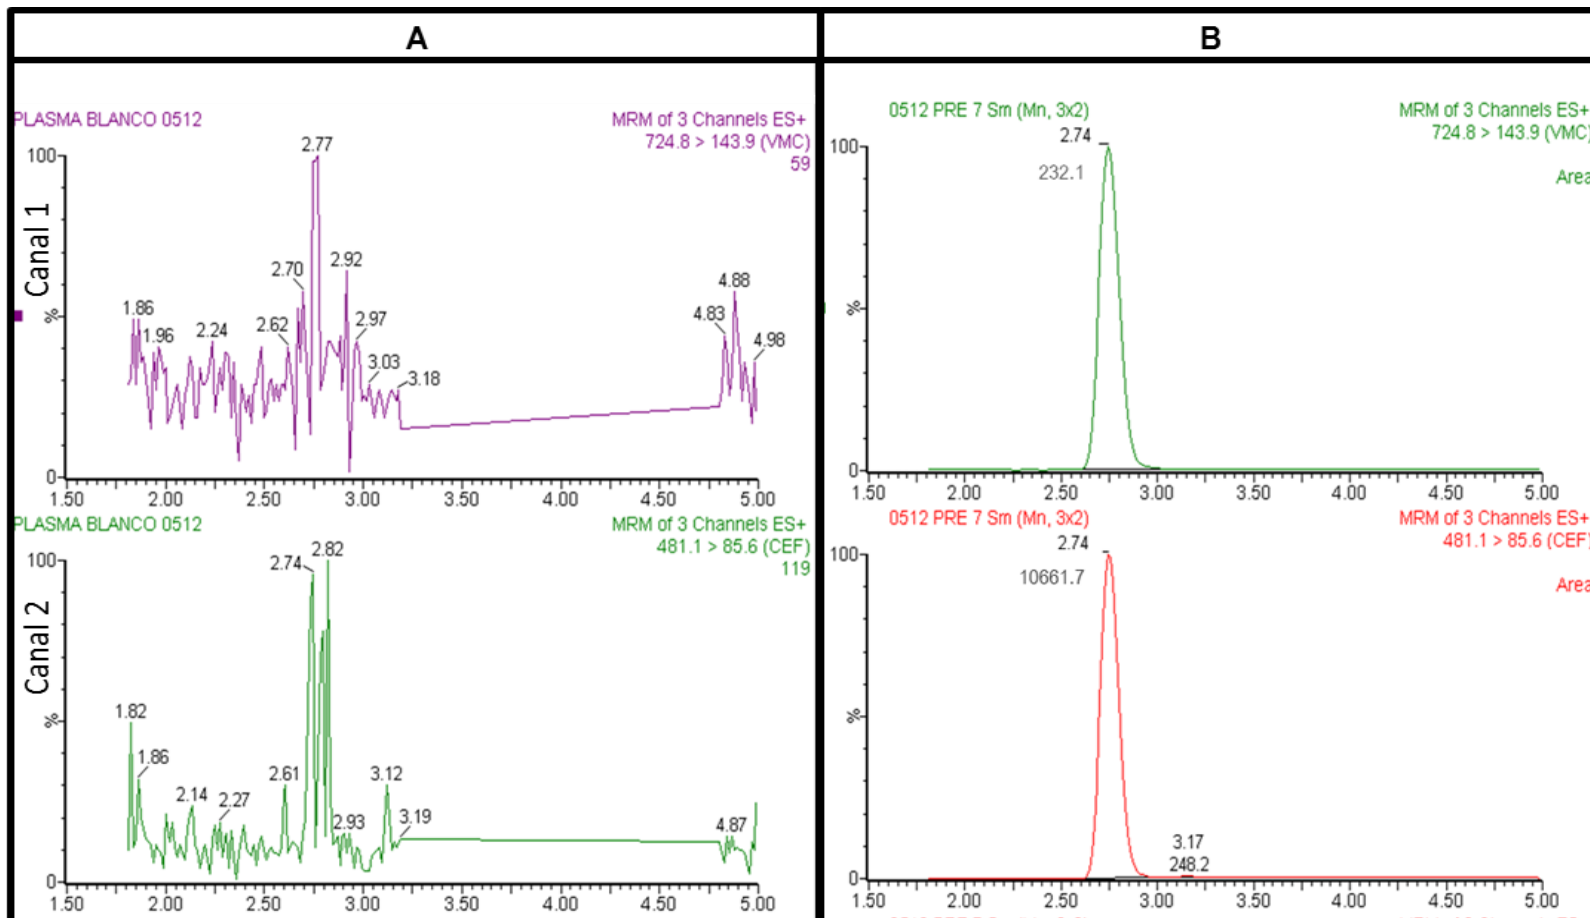 A
B
PLASMA BLANCO 0512
MRM of 3 Channels ES+
724.8 > 143.9 (VMC)
59
Canal 1
100
%
0
2.77
2.92
2.70
1.86
1.96
2.24
2.62
2.97
3.03
3.18
4.88
4.83
4.98
1.50 2.00 2.50 3.00 3.50 4.00 4.50 5.00
PLASMA BLANCO 0512
MRM of 3 Channels ES+
481.1 > 85.6 (CEF)
119
Canal 2
100
%
0
2.82
2.74
1.82
1.86
2.14
2.27
2.61
2.93
3.12
3.19
4.87
1.50 2.00 2.50 3.00 3.50 4.00 4.50 5.00
0512 PRE 7 Sm (Mn, 3x2)
MRM of 3 Channels ES+
724.8 > 143.9 (VMC)
Area
100
%
0
2.74
232.1
1.50 2.00 2.50 3.00 3.50 4.00 4.50 5.00
0512 PRE 7 Sm (Mn, 3x2)
MRM of 3 Channels ES+
481.1 > 85.6 (CEF)
Area
100
%
0
2.74
10661.7
3.17
248.2
1.50 2.00 2.50 3.00 3.50 4.00 4.50 5.00